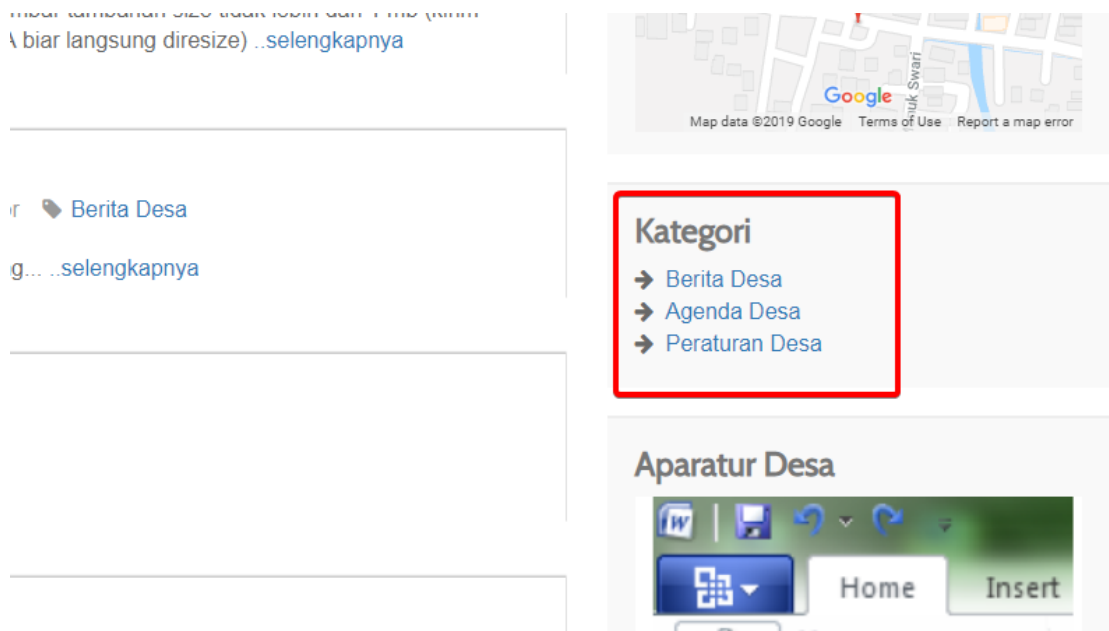 biar langsung diresize) ..selengkapnya
Berita Desa
g... ..selengkapnya
Swari
Google
Map data ©2019 Google Terms of Use Report a map error
Kategori
Berita Desa
Agenda Desa
Peraturan Desa
Aparatur Desa
W
Home Insert